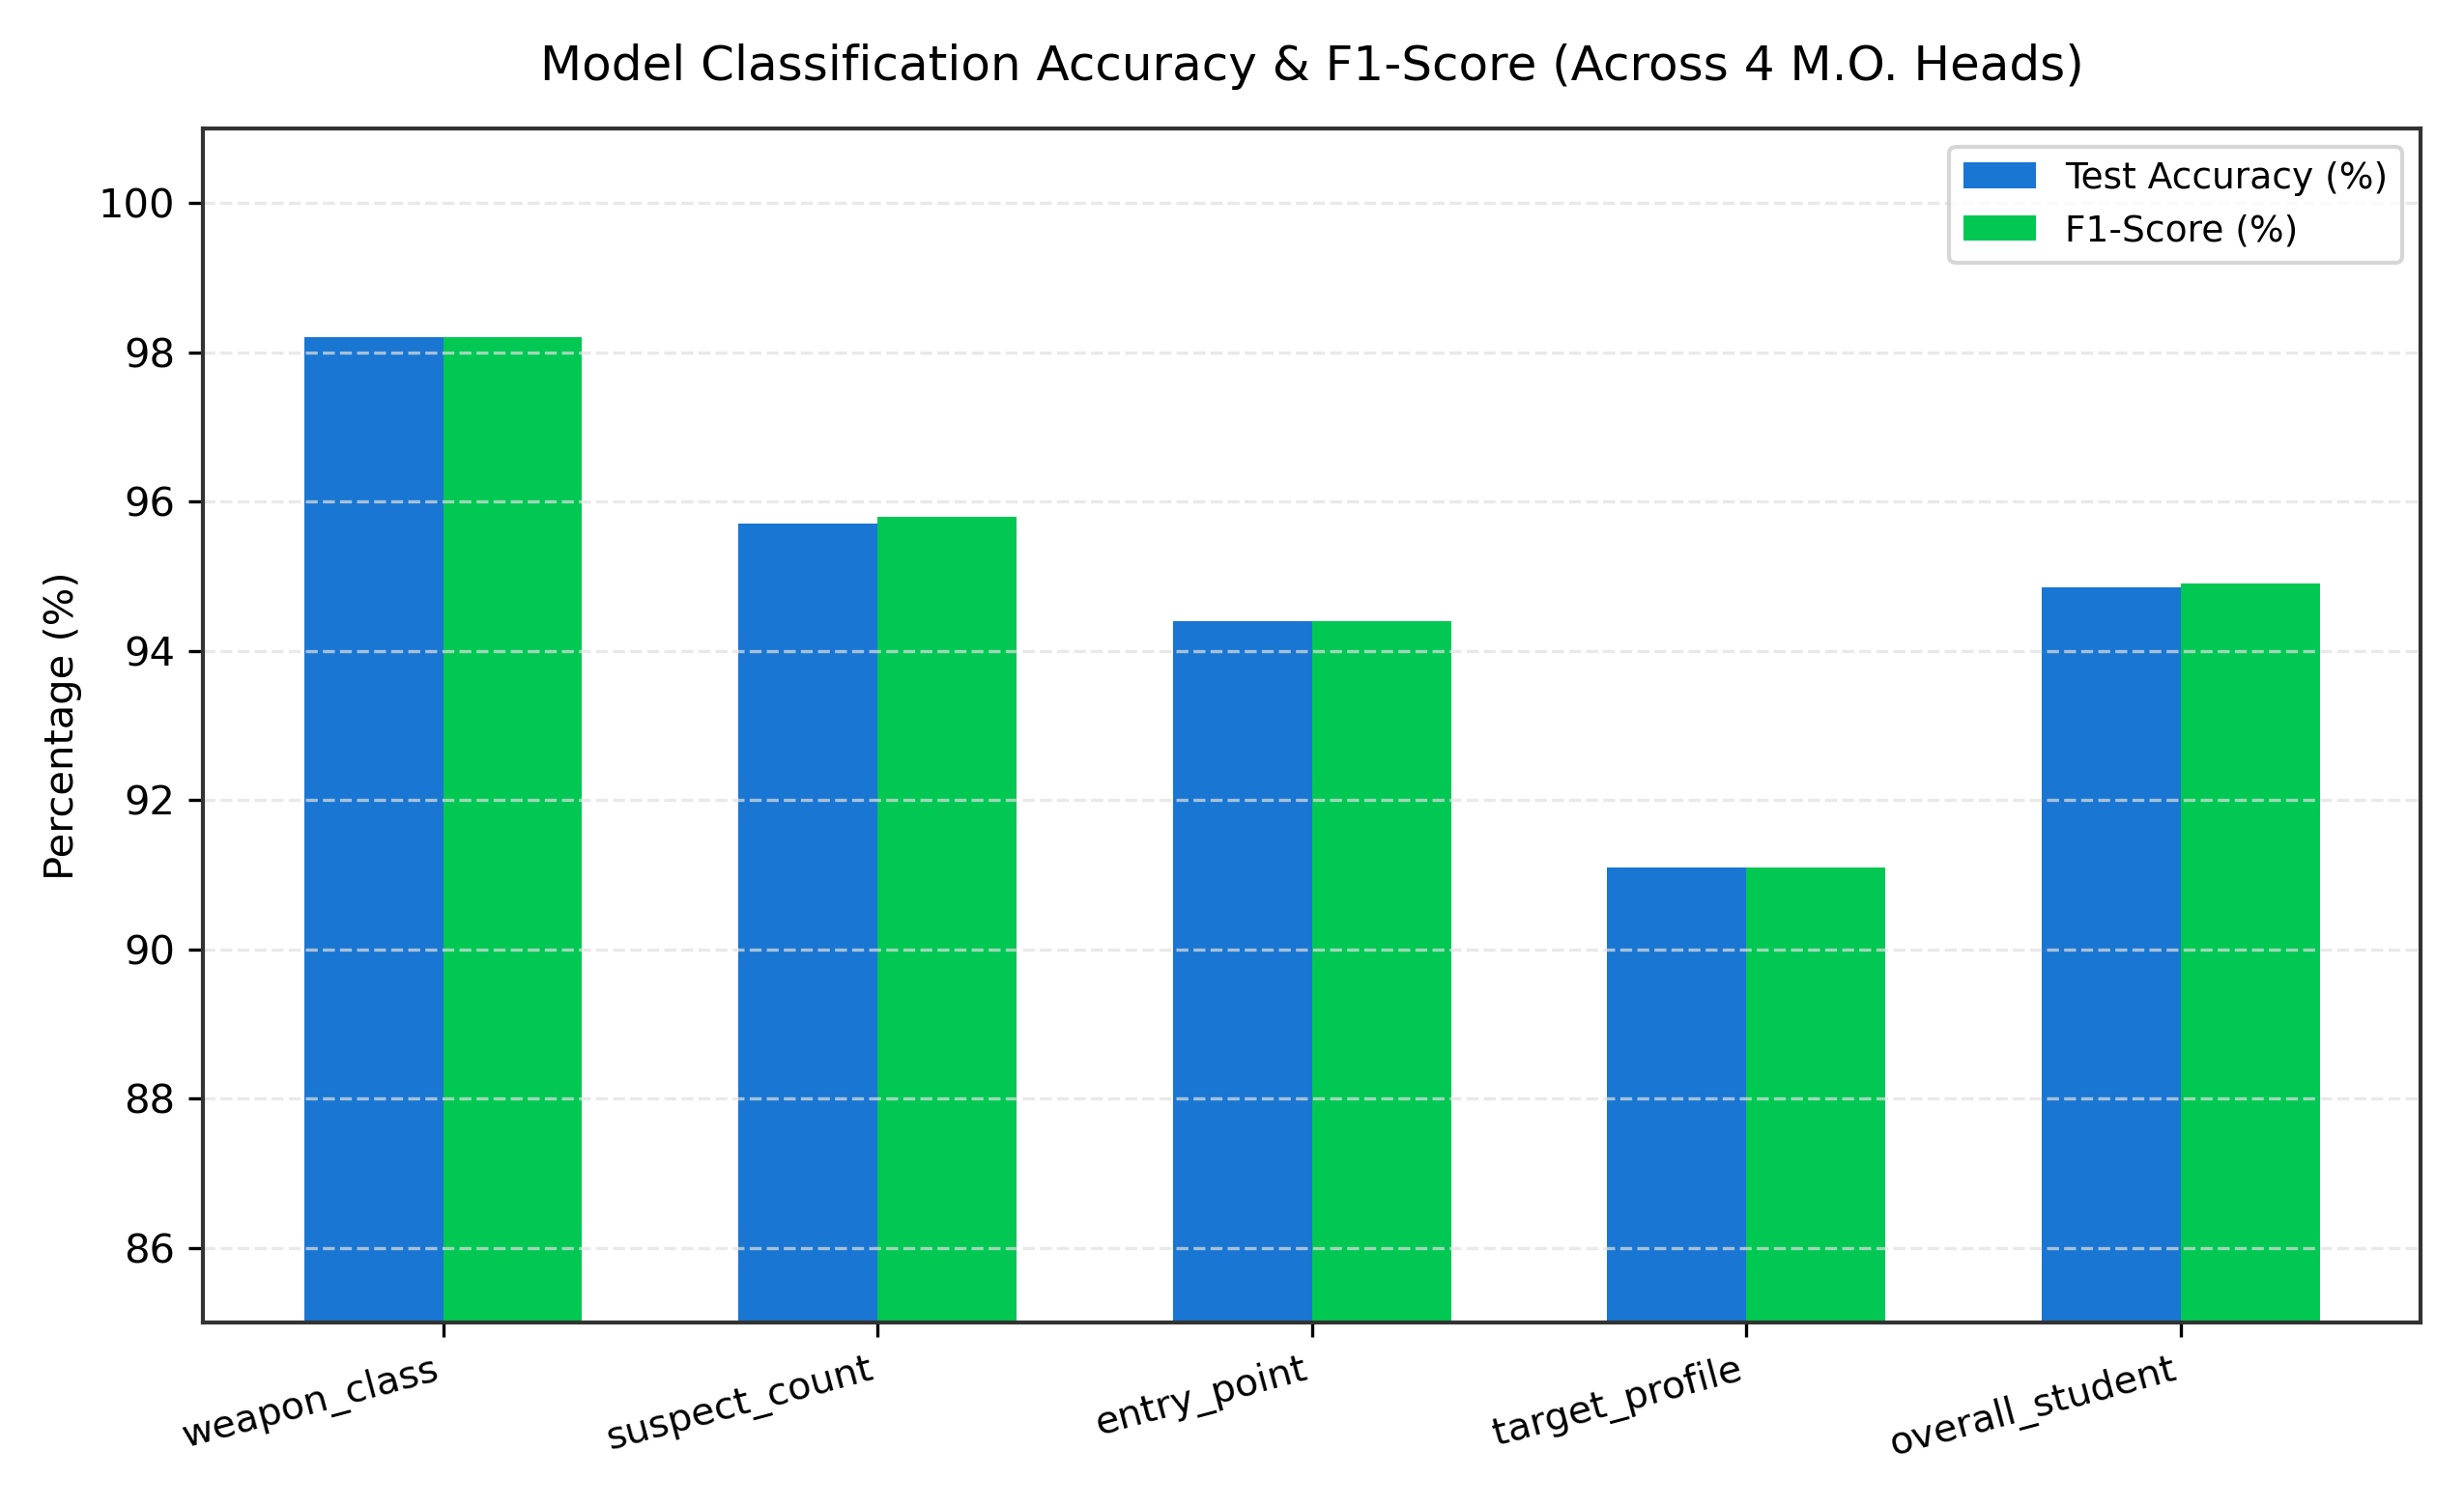 Model Classification Accuracy & F1-Score (Across 4 M.O. Heads)
Test Accuracy (%)
F1-Score (%)
Percentage (%)
100
98
96
94
92
90
88
86
weapon_class
suspect_count
entry_point
target_profile
overall_student